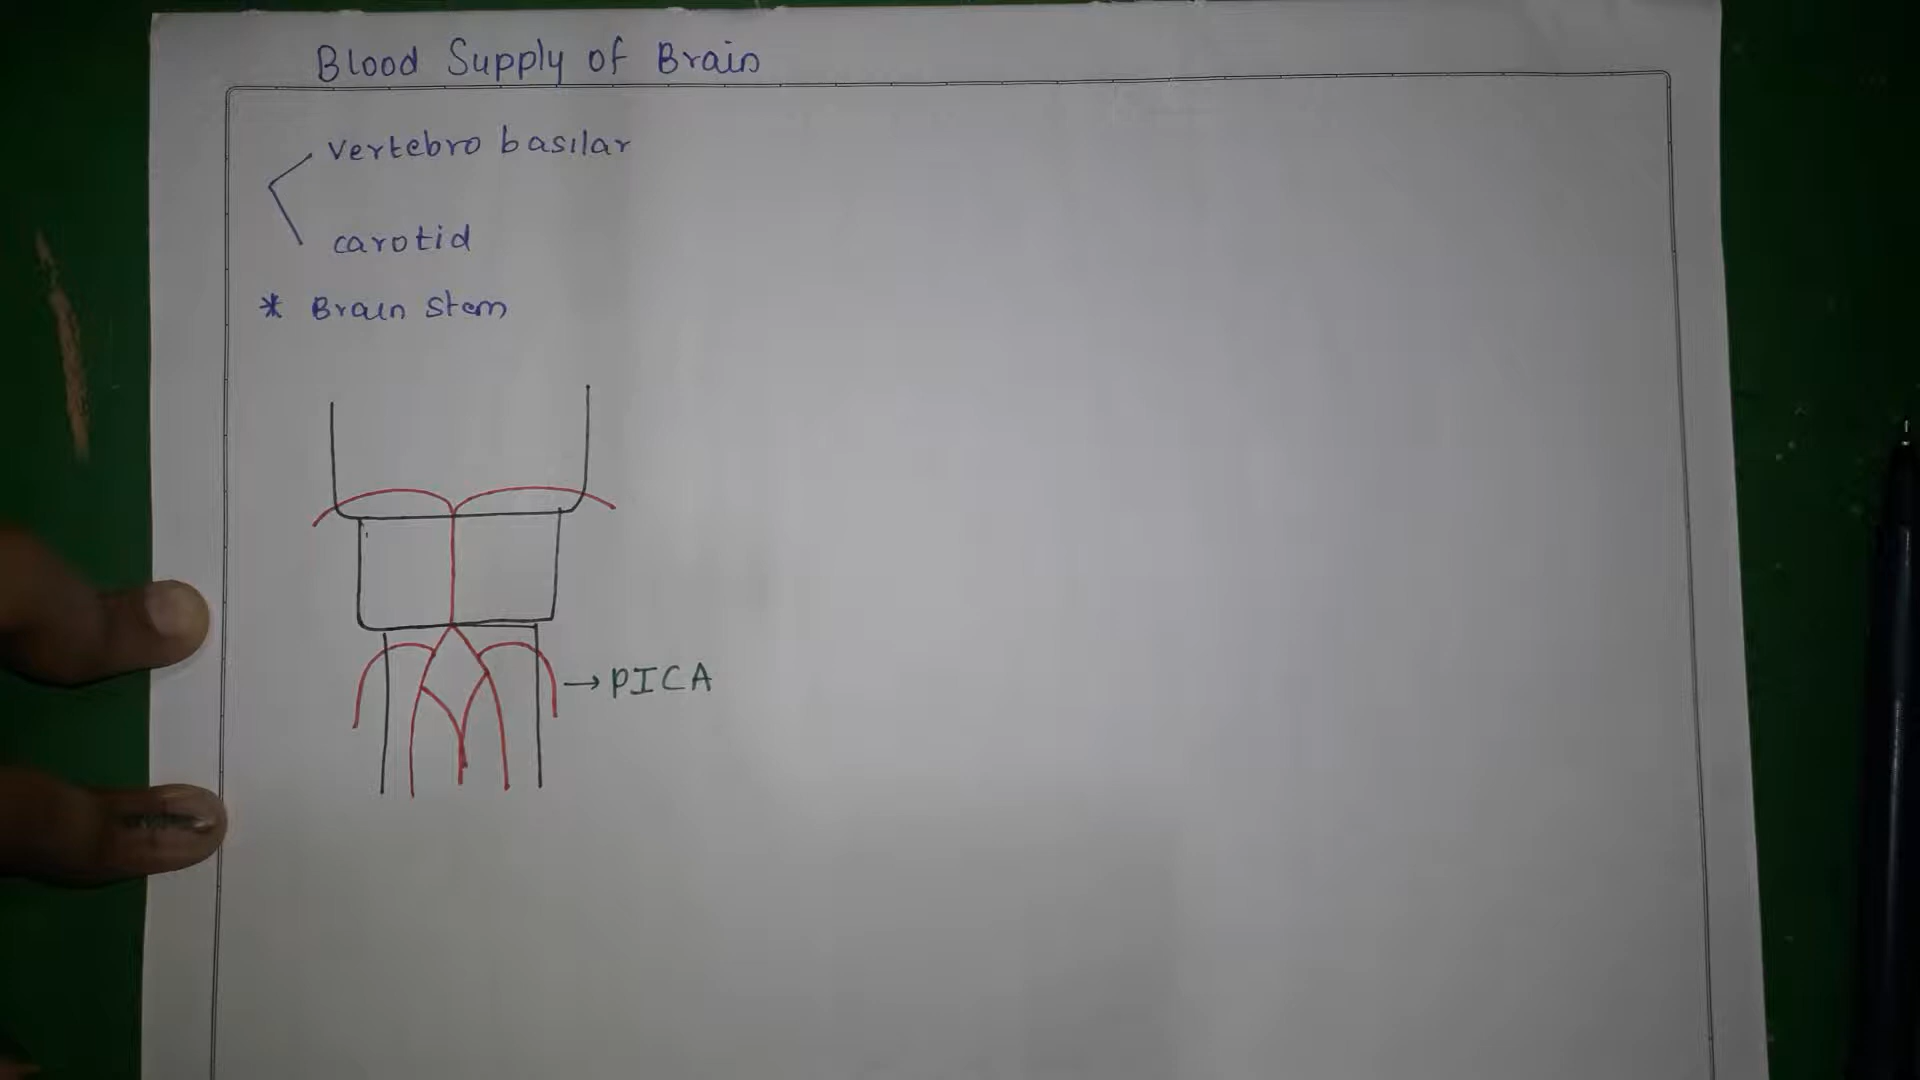 Blood Supply of Brain
vertebro basilar
carotid
* Brain stem
→ PICA